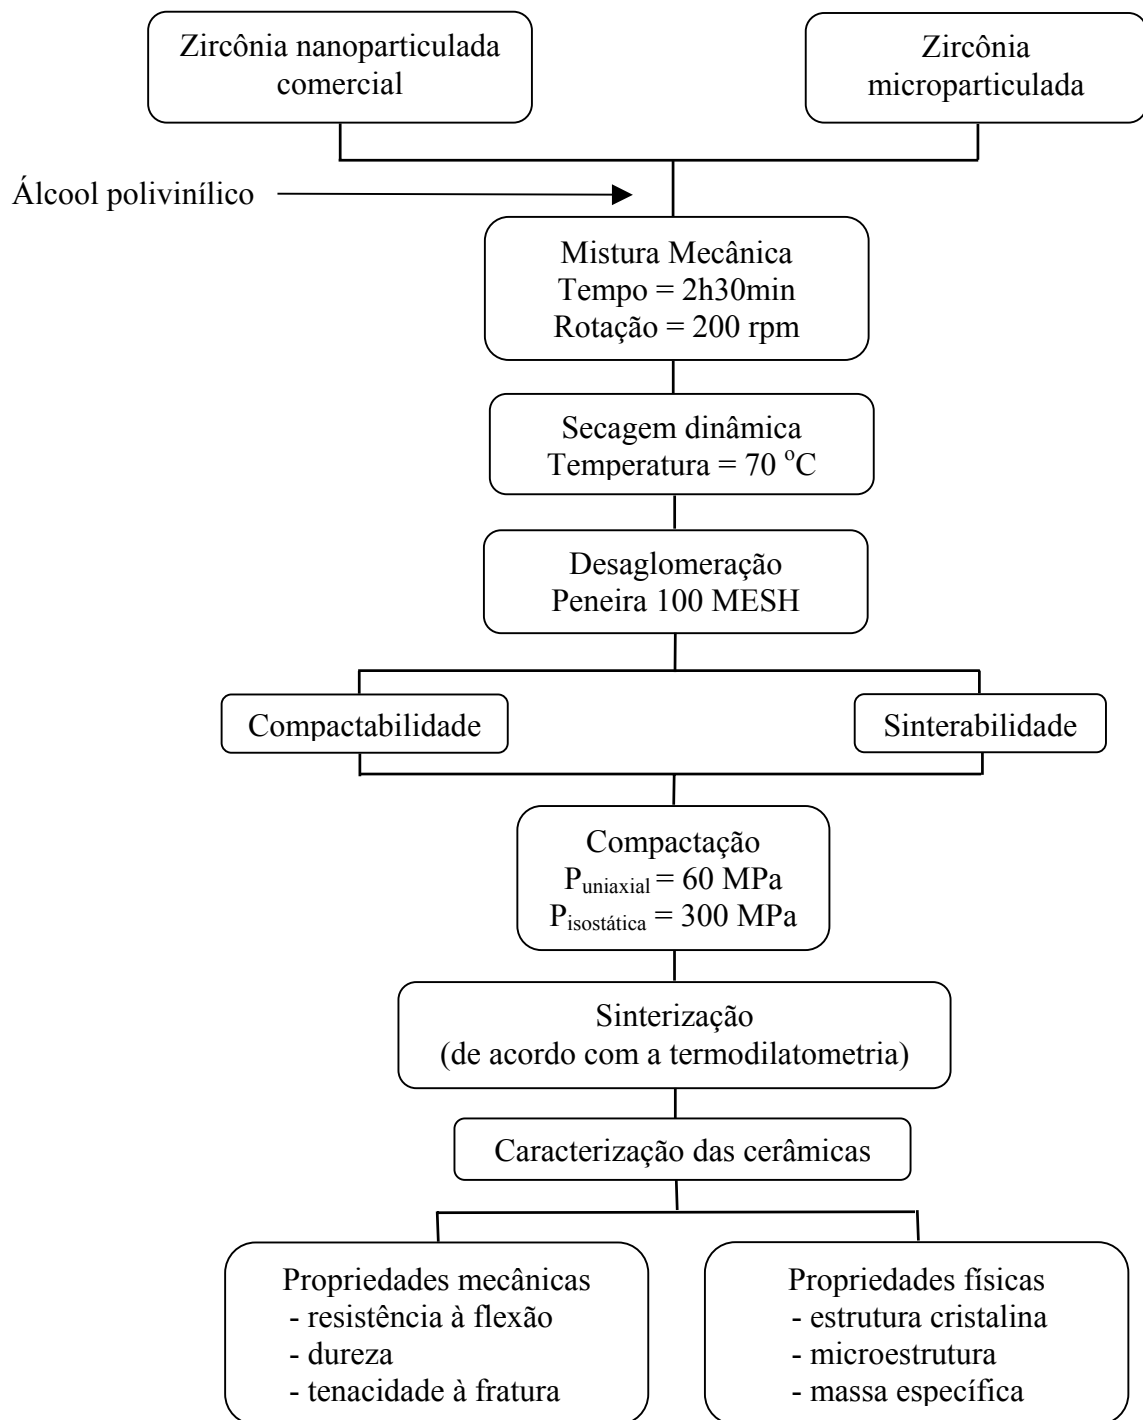 Zircônia nanoparticulada
comercial
Zircônia
microparticulada
Álcool polivinílico
Mistura Mecânica
Tempo = 2h30min
Rotação = 200 rpm
Secagem dinâmica
Temperatura = 70 °C
Desaglomeração
Peneira 100 MESH
Compactabilidade
Sinterabilidade
Compactação
Puniaxial = 60 MPa
Pisostática = 300 MPa
Sinterização
(de acordo com a termodilatometria)
Caracterização das cerâmicas
Propriedades mecânicas
- resistência à flexão
- dureza
- tenacidade à fratura
Propriedades físicas
- estrutura cristalina
- microestrutura
- massa específica